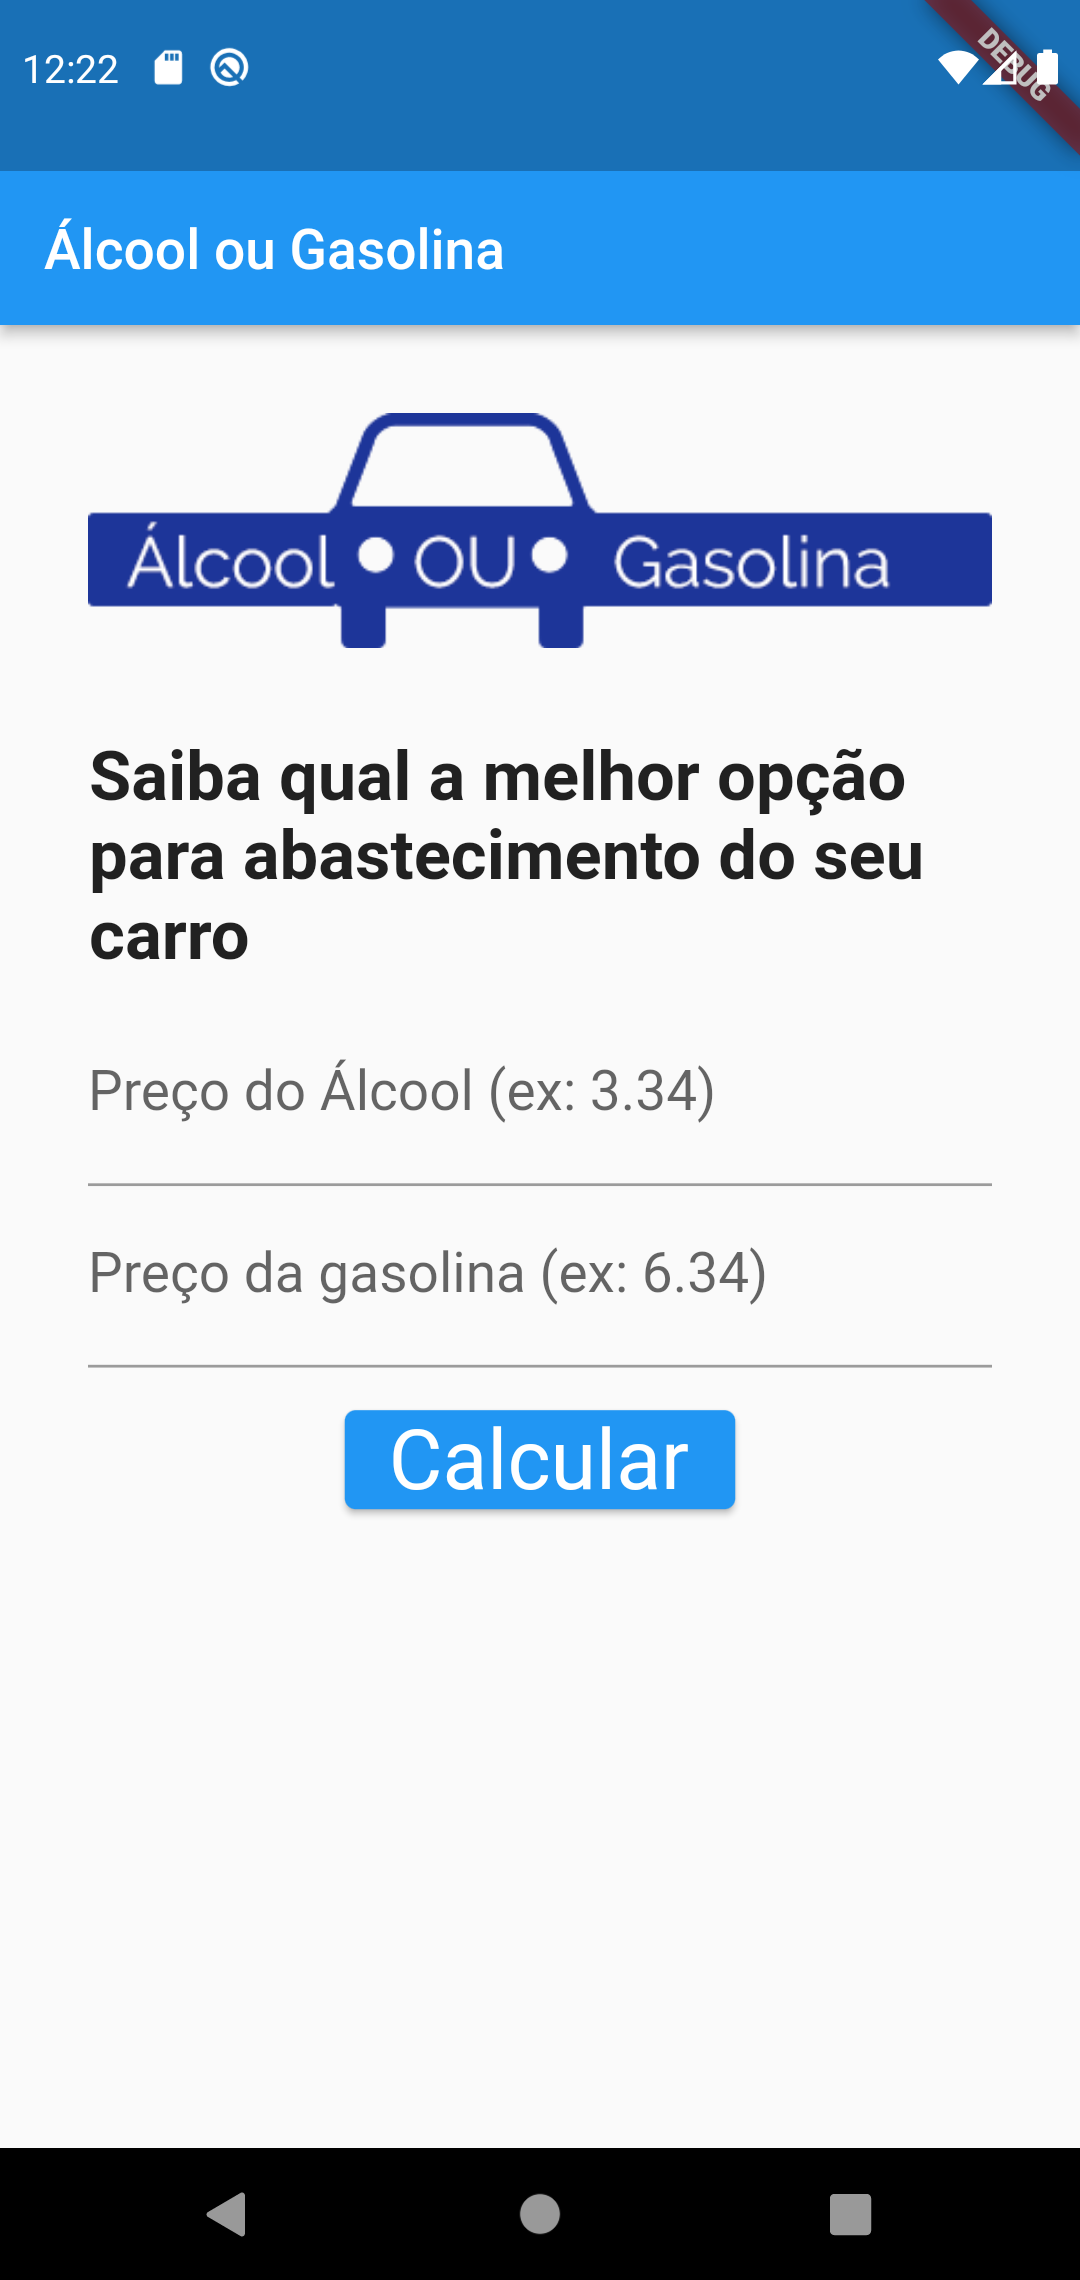 12:22
DEBUG
Álcool ou Gasolina
Álcool OU Gasolina
Saiba qual a melhor opção
para abastecimento do seu
carro
Preço do Álcool (ex: 3.34)
Preço da gasolina (ex: 6.34)
Calcular